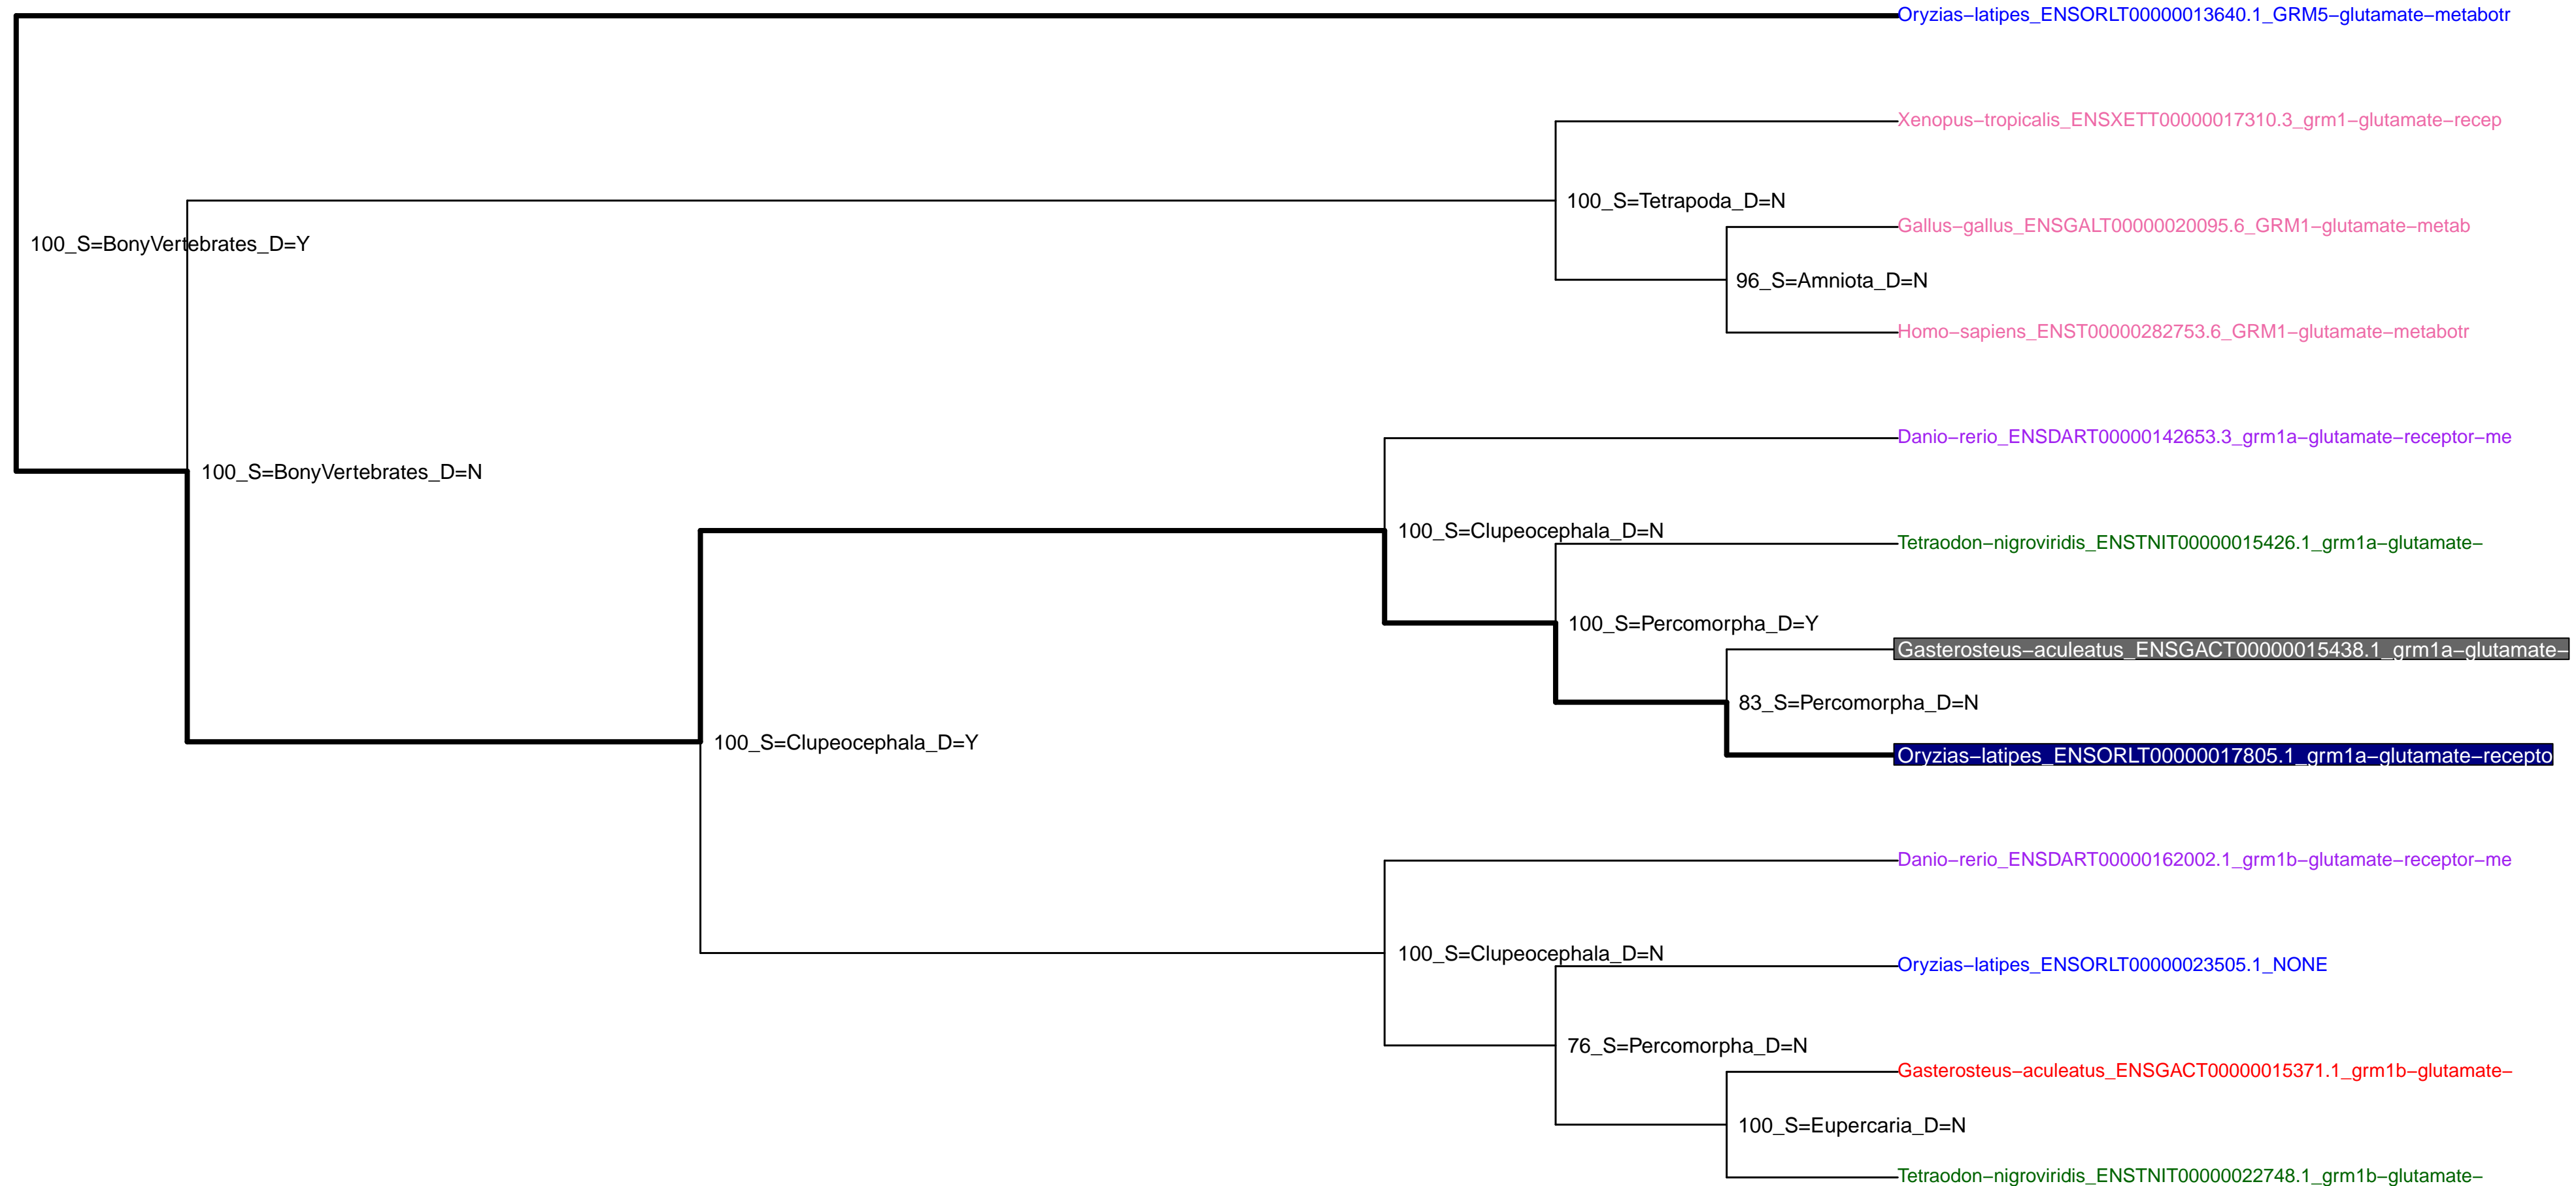 Oryzias−latipes_ENSORLT00000013640.1_GRM5−glutamate−metabotr
Xenopus−tropicalis_ENSXETT00000017310.3_grm1−glutamate−recep
100_S=Tetrapoda_D=N
Gallus−gallus_ENSGALT00000020095.6_GRM1−glutamate−metab
100_S=BonyVertebrates_D=Y
96_S=Amniota_D=N
Homo−sapiens_ENST00000282753.6_GRM1−glutamate−metabotr
Danio−rerio_ENSDART00000142653.3_grm1a−glutamate−receptor−me
100_S=BonyVertebrates_D=N
100_S=Clupeocephala_D=N
Tetraodon−nigroviridis_ENSTNIT00000015426.1_grm1a−glutamate−
100_S=Percomorpha_D=Y
Gasterosteus−aculeatus_ENSGACT00000015438.1_grm1a−glutamate−
83_S=Percomorpha_D=N
100_S=Clupeocephala_D=Y
Oryzias−latipes_ENSORLT00000017805.1_grm1a−glutamate−recepto
Danio−rerio_ENSDART00000162002.1_grm1b−glutamate−receptor−me
100_S=Clupeocephala_D=N
Oryzias−latipes_ENSORLT00000023505.1_NONE
76_S=Percomorpha_D=N
Gasterosteus−aculeatus_ENSGACT00000015371.1_grm1b−glutamate−
100_S=Eupercaria_D=N
Tetraodon−nigroviridis_ENSTNIT00000022748.1_grm1b−glutamate−